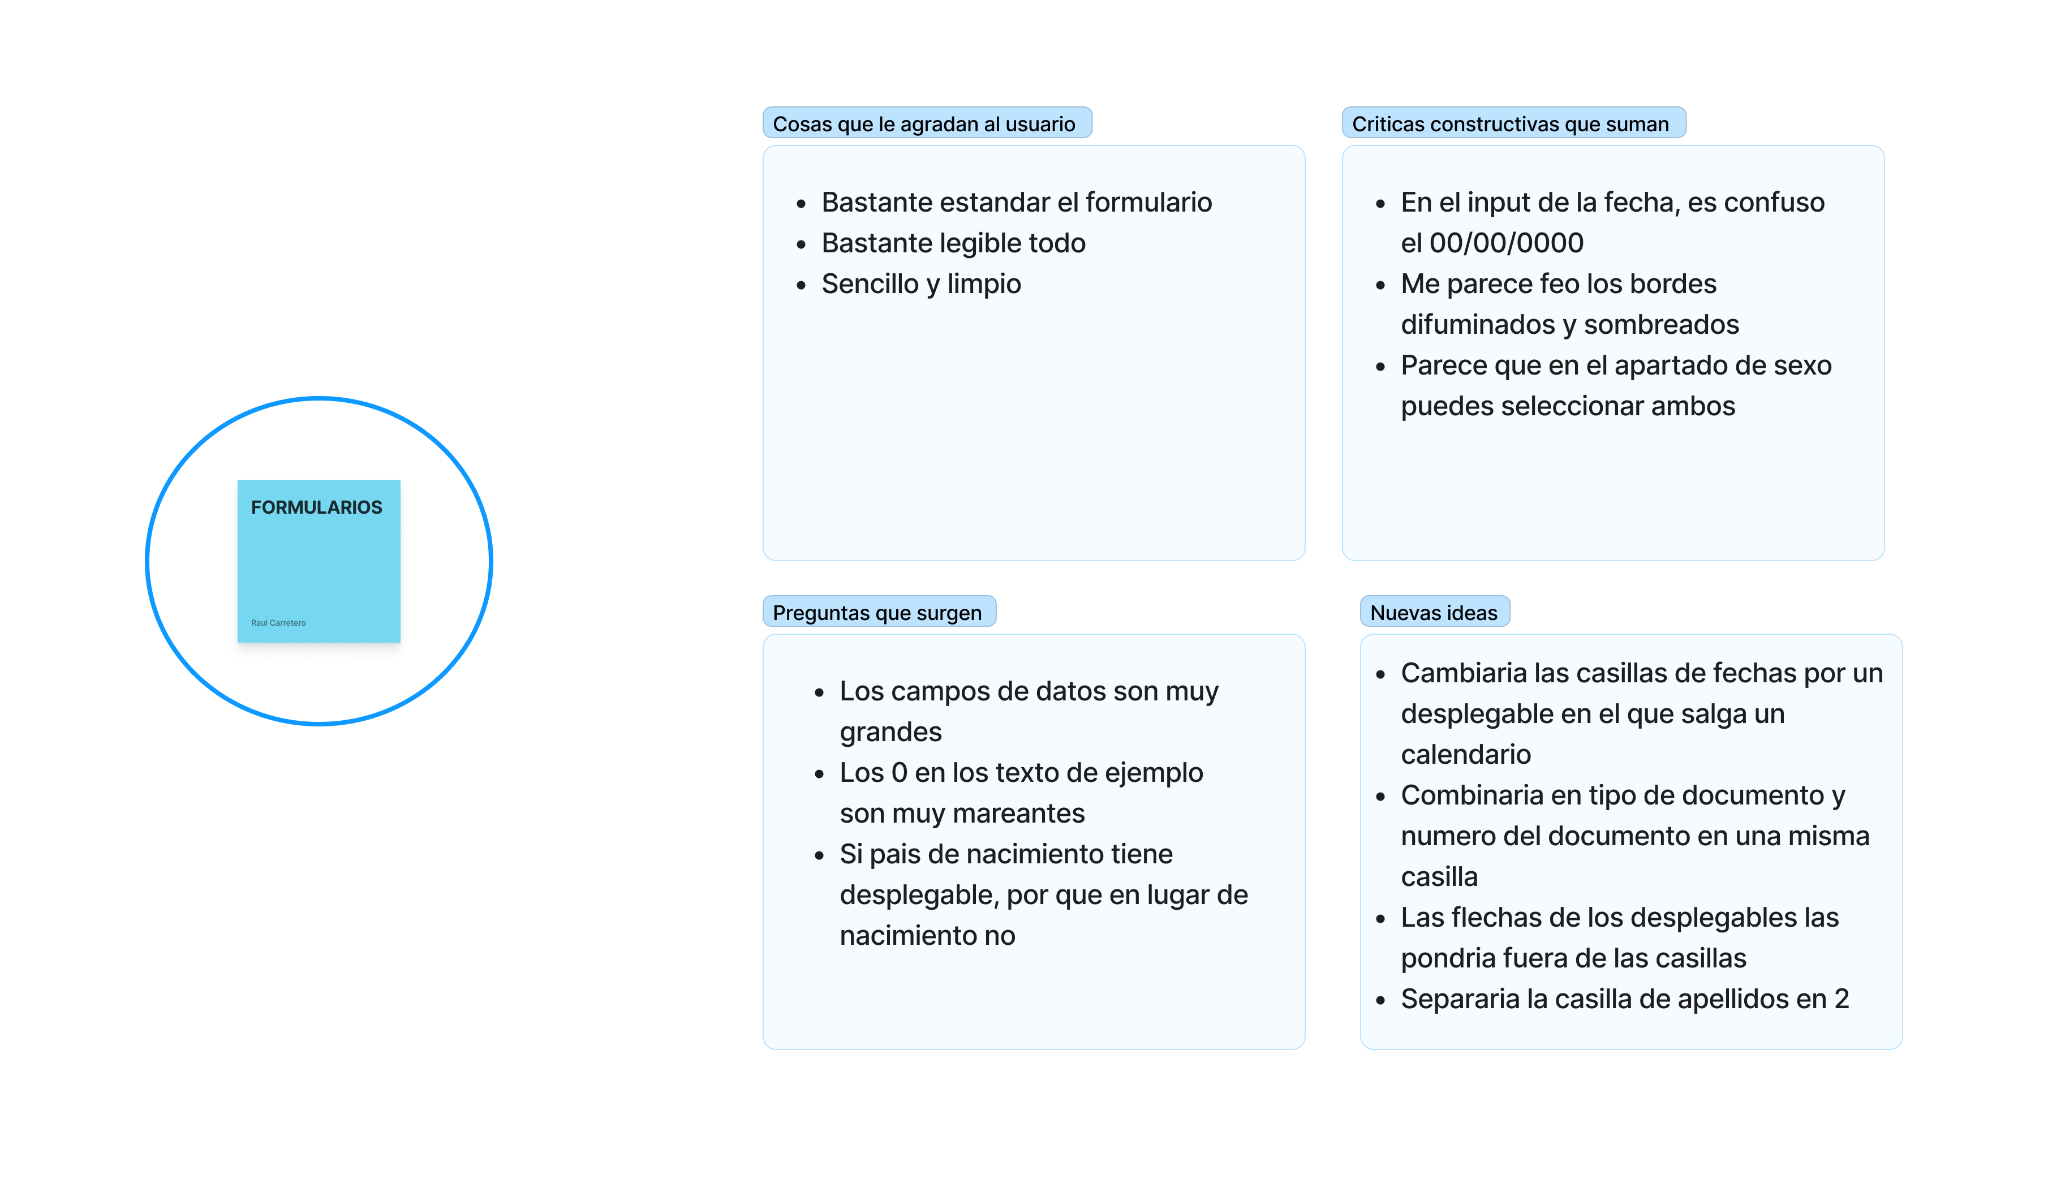 FORMULARIOS
Raul Carretero
Cosas que le agradan al usuario
• Bastante estandar el formulario
• Bastante legible todo
• Sencillo y limpio
Criticas constructivas que suman
• En el input de la fecha, es confuso
el 00/00/0000
• Me parece feo los bordes
difuminados y sombreados
• Parece que en el apartado de sexo
puedes seleccionar ambos
Preguntas que surgen
• Los campos de datos son muy
grandes
• Los 0 en los texto de ejemplo
son muy mareantes
• Si pais de nacimiento tiene
desplegable, por que en lugar de
nacimiento no
Nuevas ideas
• Cambiaria las casillas de fechas por un
desplegable en el que salga un
calendario
• Combinaria en tipo de documento y
numero del documento en una misma
casilla
• Las flechas de los desplegables las
pondria fuera de las casillas
• Separaria la casilla de apellidos en 2